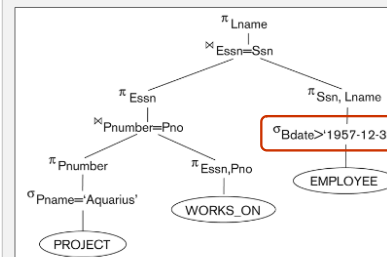 π Lname
⋈ Essn=Ssn
π Essn
π Ssn, Lname
⋈ Pnumber=Pno
σ Bdate>'1957-12-3
π Pnumber
π Essn,Pno
EMPLOYEE
σ Pname='Aquarius'
WORKS_ON
PROJECT